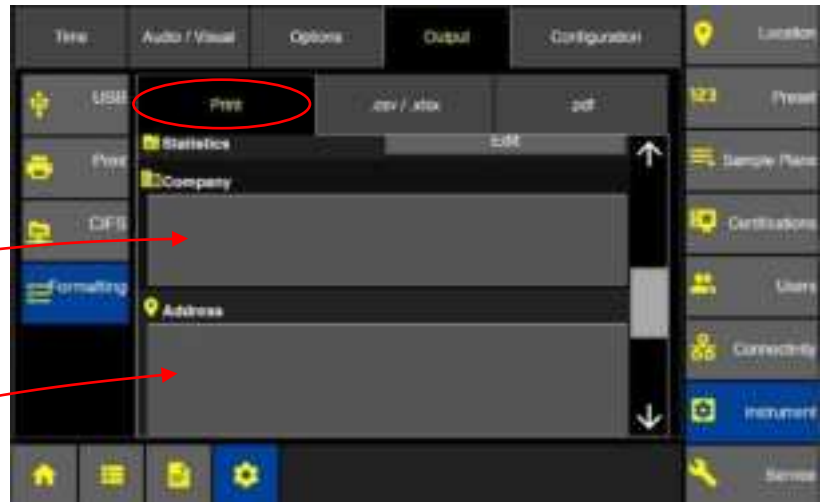 Time Audio / Visual Options Output Configuration
Location
USB
Print .csv / .xlsx .pdf
123 Preset
Statistics Edit
Print
Company
Sample Plans
CIFS
Certifications
Formatting
Users
Address
Connectivity
Instrument
Service